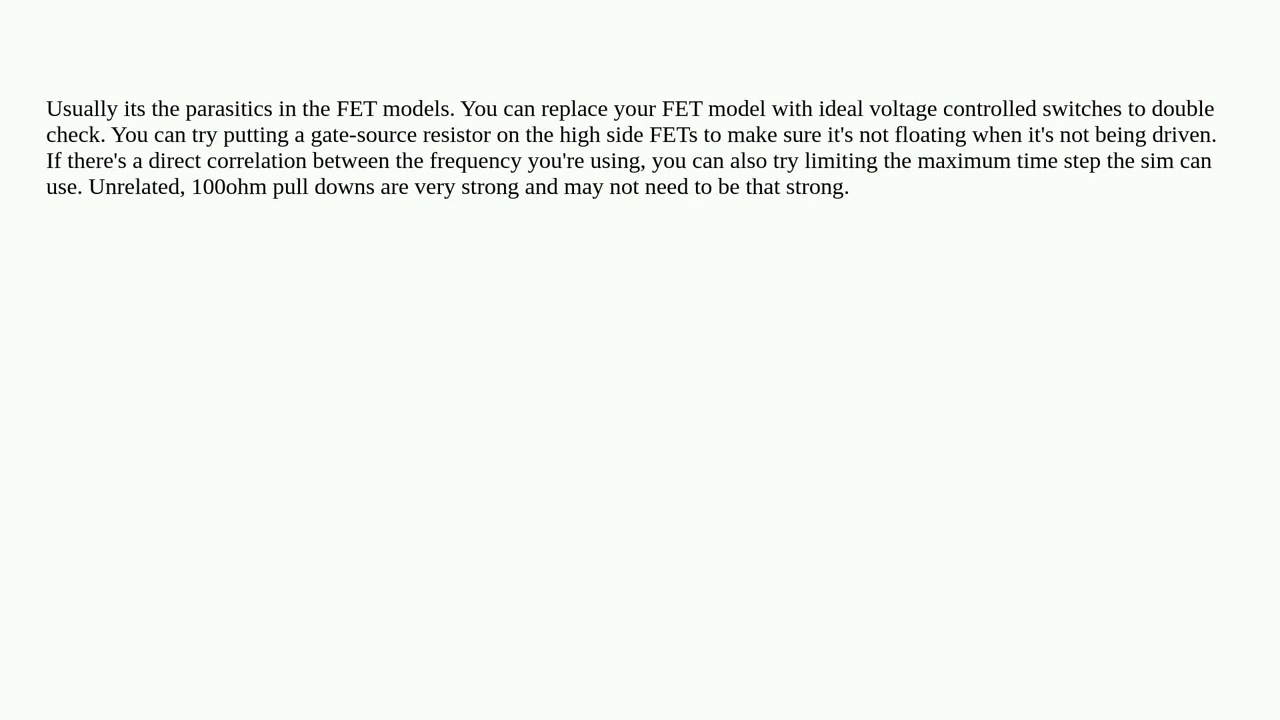 Usually its the parasitics in the FET models. You can replace your FET model with ideal voltage controlled switches to double
check. You can try putting a gate-source resistor on the high side FETs to make sure it's not floating when it's not being driven.
If there's a direct correlation between the frequency you're using, you can also try limiting the maximum time step the sim can
use. Unrelated, 100ohm pull downs are very strong and may not need to be that strong.